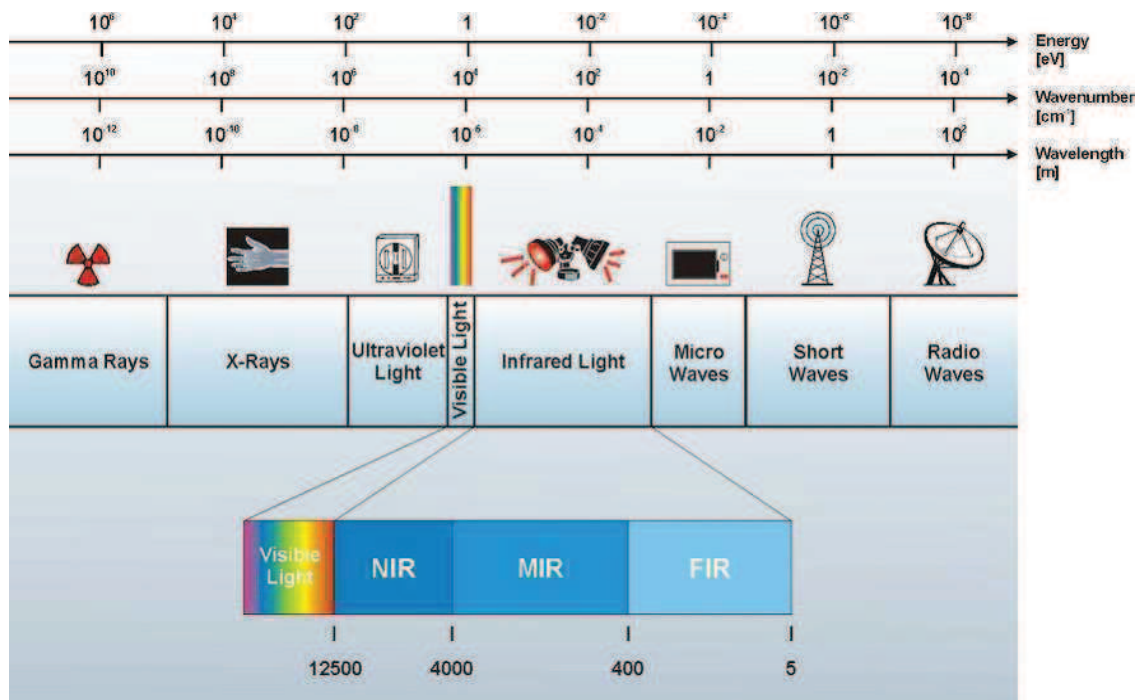 10⁶ 10⁴ 10² 1 10⁻² 10⁻⁴ 10⁻⁶ 10⁻⁸
Energy
[eV]
10¹⁰ 10⁸ 10⁶ 10⁴ 10² 1 10⁻² 10⁻⁴
Wavenumber
[cm⁻¹]
10⁻¹² 10⁻¹⁰ 10⁻⁸ 10⁻⁶ 10⁻⁴ 10⁻² 1 10²
Wavelength
[m]
Gamma Rays
X-Rays
Ultraviolet
Light
Visible Light
Infrared Light
Micro
Waves
Short
Waves
Radio
Waves
Visible
Light
NIR
MIR
FIR
12500 4000 400 5